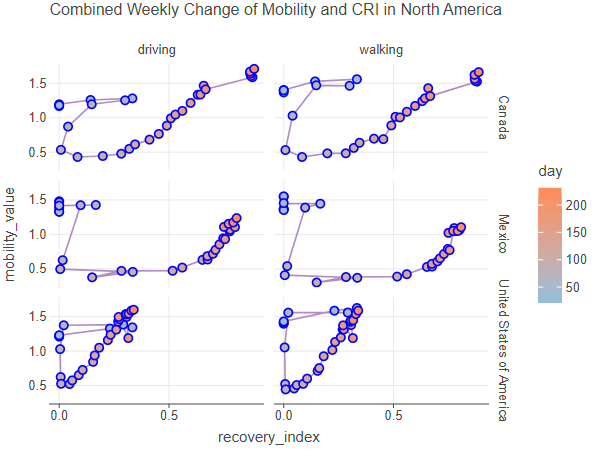 Combined Weekly Change of Mobility and CRI in North America
driving
walking
1.5
1.0
0.5
Canada
1.5
1.0
0.5
Mexico
1.5
1.0
0.5
United States of America
0.0
0.5
0.0
0.5
mobility_value
recovery_index
day
200
150
100
50